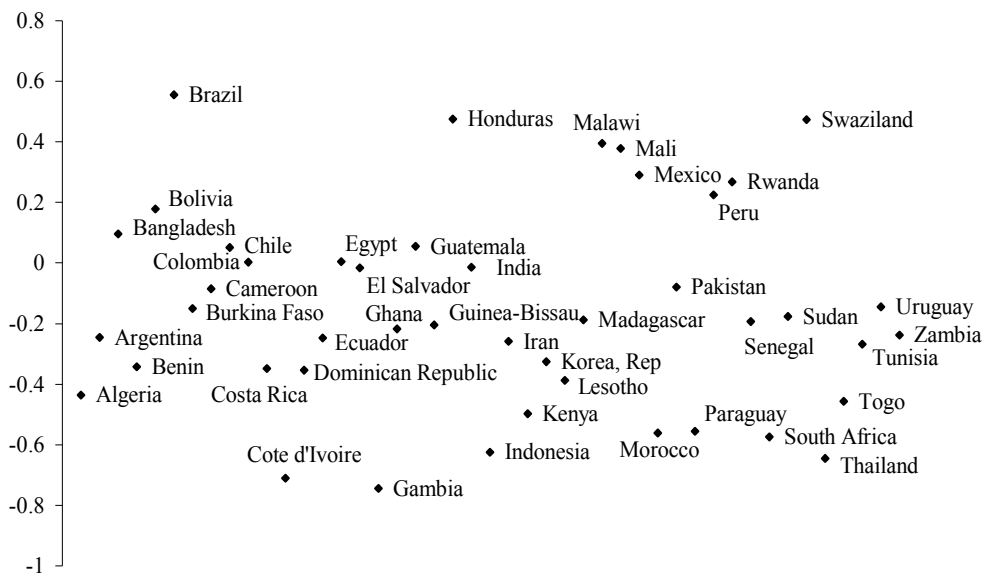 0.8
0.6
Brazil
Honduras
Swaziland
Malawi
0.4
Mali
Mexico
Rwanda
Bolivia
0.2
Peru
Bangladesh
Chile
Egypt
Guatemala
0
Colombia
India
El Salvador
Cameroon
Pakistan
Burkina Faso
Ghana
Guinea-Bissau
Madagascar
Sudan
Uruguay
-0.2
Argentina
Ecuador
Iran
Senegal
Zambia
Tunisia
Benin
Dominican Republic
Korea, Rep
Lesotho
-0.4
Algeria
Costa Rica
Kenya
Paraguay
Togo
-0.6
Cote d'Ivoire
Indonesia
Morocco
South Africa
Thailand
Gambia
-0.8
-1